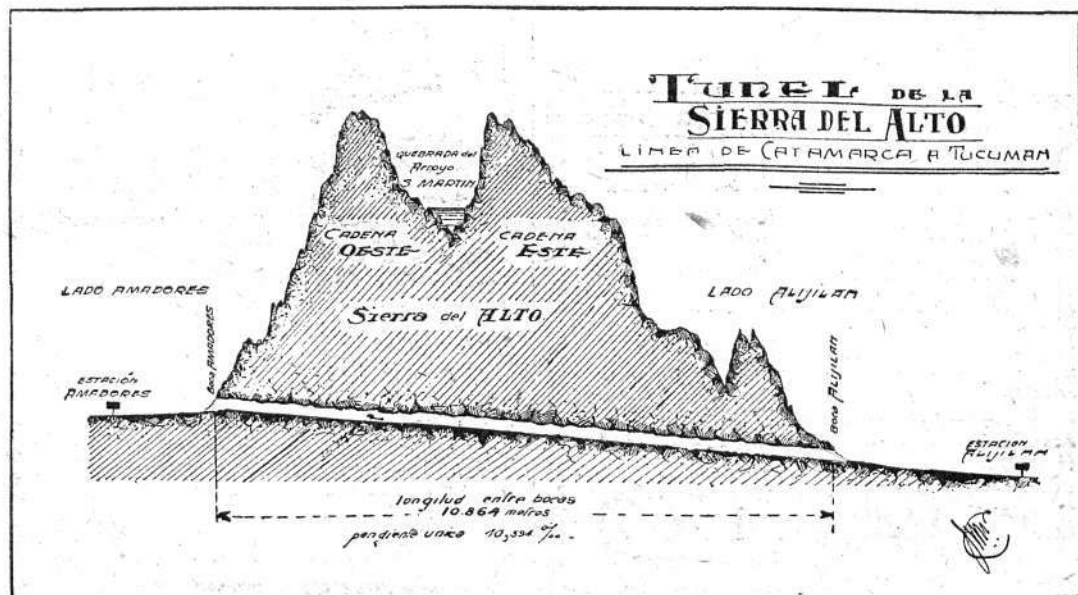 TUNEL DE LA
SIERRA DEL ALTO
LINEA DE CATAMARCA A TUCUMAN
QUEBRADA del
Arroyo
S. MARTIN
CADENA
OESTE
CADENA
ESTE
LADO AMADORES
LADO ALIJILAN
Sierra del ALTO
Boca AMADORES
Boca ALIJILAN
ESTACIÓN
AMADORES
ESTACION
ALIJILAN
longitud entre bocas
10.864 metros
pendiente unica 10,394 ‰